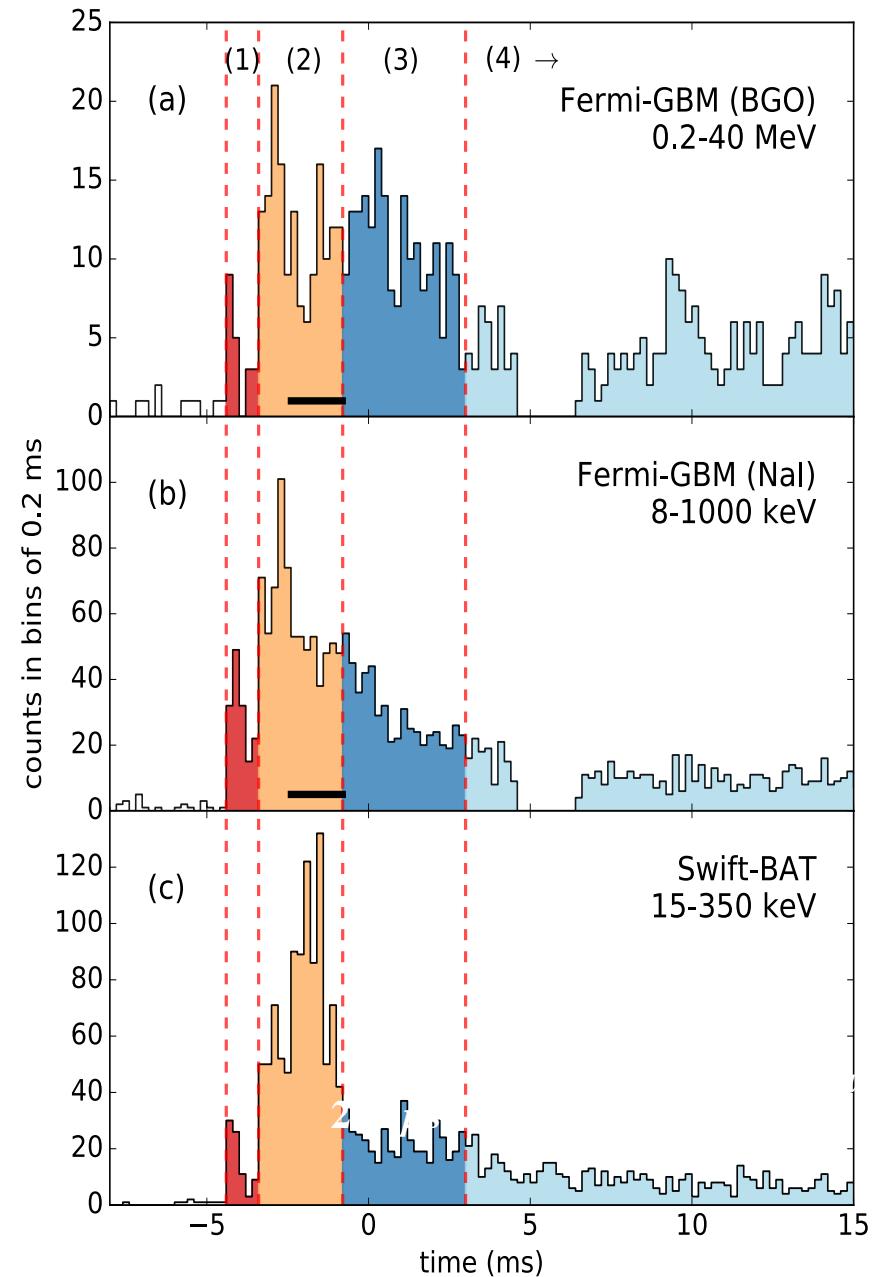 counts in bins of 0.2 ms
25
20
15
10
5
0
(1) (2) (3) (4) →
(a)
Fermi-GBM (BGO)
0.2-40 MeV
100
80
60
40
20
0
(b)
Fermi-GBM (NaI)
8-1000 keV
120
100
80
60
40
20
0
(c)
Swift-BAT
15-350 keV
2
−5 0 5 10 15
time (ms)